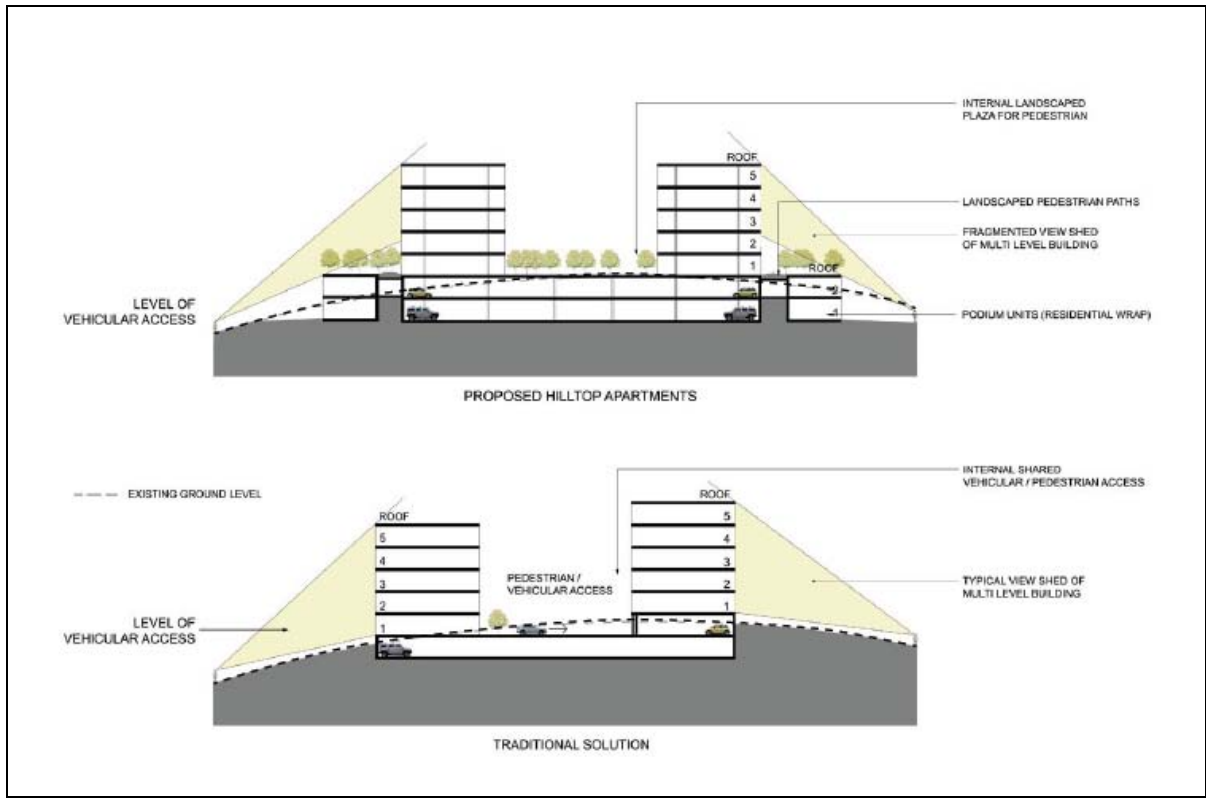 INTERNAL LANDSCAPED
PLAZA FOR PEDESTRIAN
ROOF
5
4
3
2
1
LANDSCAPED PEDESTRIAN PATHS
FRAGMENTED VIEW SHED
OF MULTI LEVEL BUILDING
ROOF
2
1
LEVEL OF
VEHICULAR ACCESS
PODIUM UNITS (RESIDENTIAL WRAP)
PROPOSED HILLTOP APARTMENTS
EXISTING GROUND LEVEL
INTERNAL SHARED
VEHICULAR / PEDESTRIAN ACCESS
ROOF
5
4
3
2
1
ROOF
5
4
3
2
1
PEDESTRIAN /
VEHICULAR ACCESS
TYPICAL VIEW SHED OF
MULTI LEVEL BUILDING
LEVEL OF
VEHICULAR ACCESS
TRADITIONAL SOLUTION